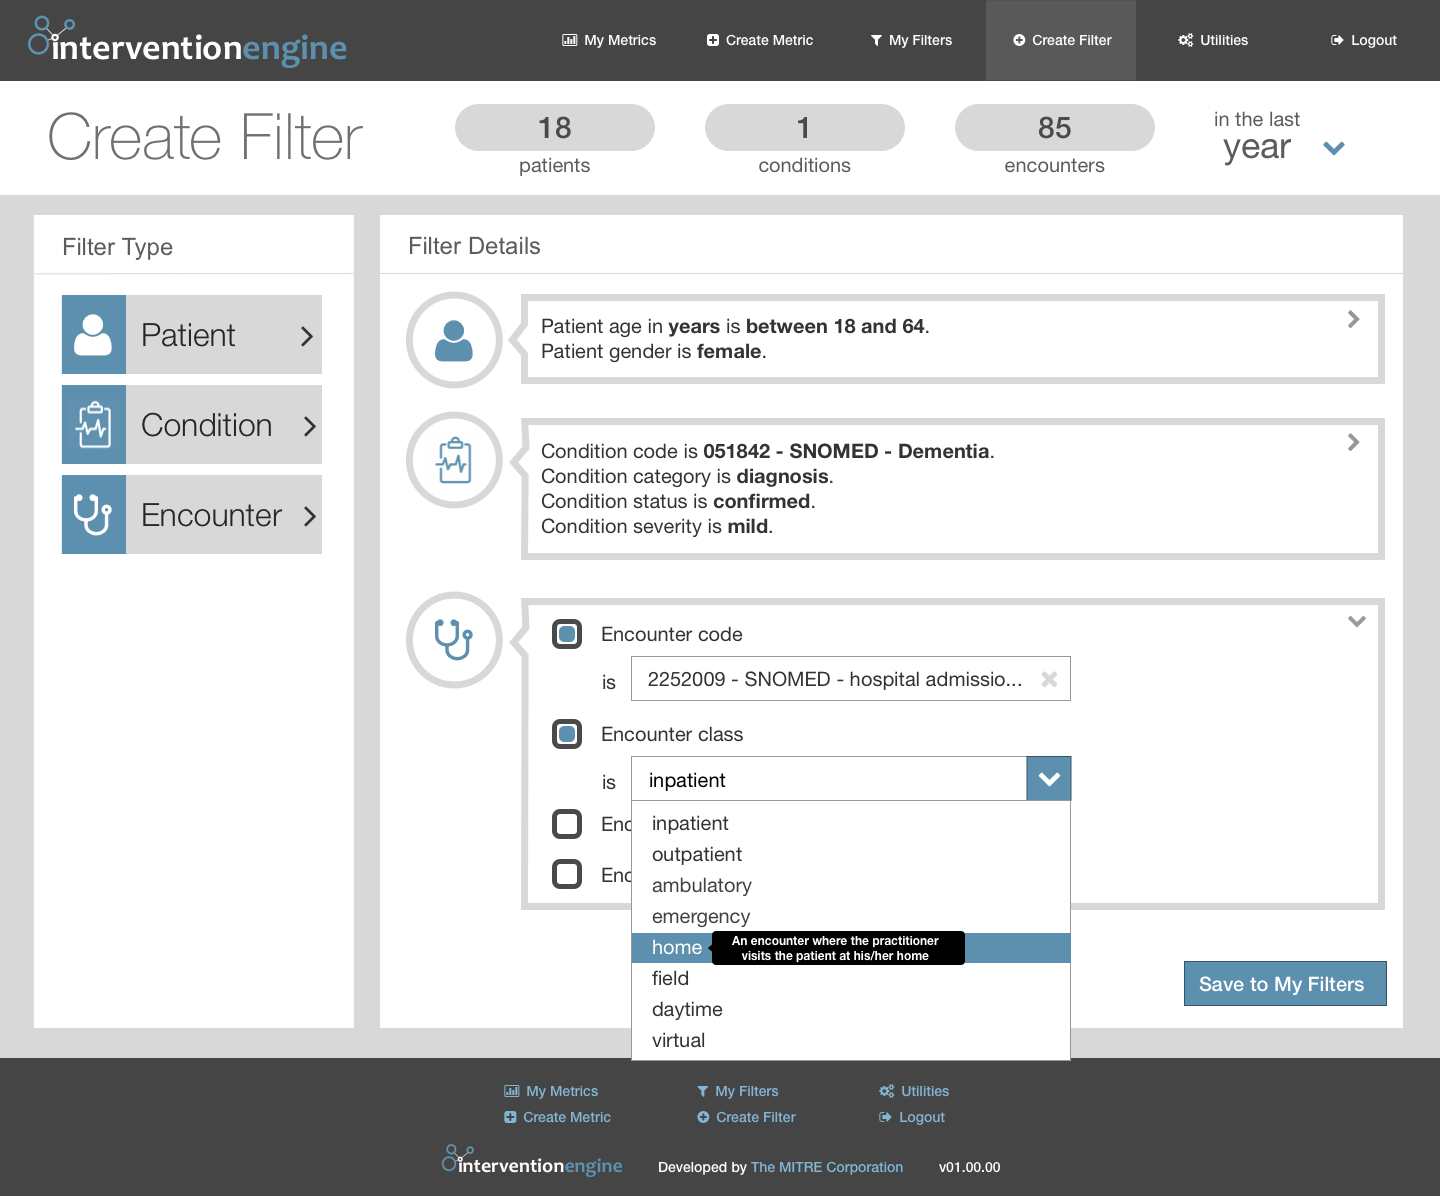 interventionengine
My Metrics
Create Metric
My Filters
Create Filter
Utilities
Logout
Create Filter
18
patients
1
conditions
85
encounters
in the last
year
Filter Type
Patient
Condition
Encounter
Filter Details
Patient age in years is between 18 and 64.
Patient gender is female.
Condition code is 051842 - SNOMED - Dementia.
Condition category is diagnosis.
Condition status is confirmed.
Condition severity is mild.
Encounter code
is 2252009 - SNOMED - hospital admissio...
Encounter class
is inpatient
Enc
Enc
inpatient
outpatient
ambulatory
emergency
home
An encounter where the practitioner
visits the patient at his/her home
field
daytime
virtual
Save to My Filters
My Metrics
My Filters
Utilities
Create Metric
Create Filter
Logout
interventionengine
Developed by The MITRE Corporation
v01.00.00